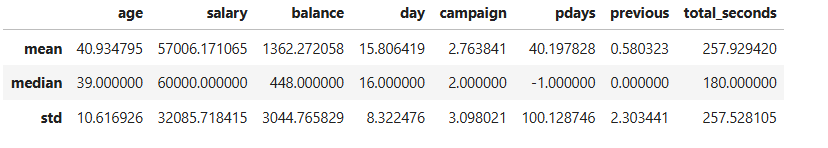 age salary balance day campaign pdays previous total_seconds
mean 40.934795 57006.171065 1362.272058 15.806419 2.763841 40.197828 0.580323 257.929420
median 39.000000 60000.000000 448.000000 16.000000 2.000000 -1.000000 0.000000 180.000000
std 10.616926 32085.718415 3044.765829 8.322476 3.098021 100.128746 2.303441 257.528105